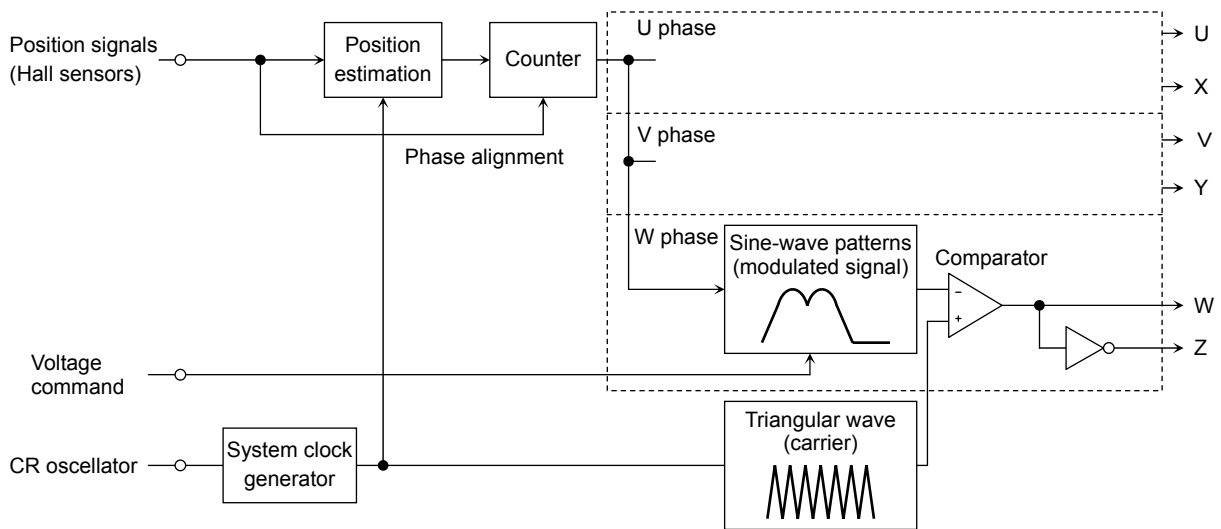 Position signals
(Hall sensors)
Position
estimation
Counter
Phase alignment
U phase
U
X
V phase
V
Y
W phase
Sine-wave patterns
(modulated signal)
Comparator
−
+
W
Z
Voltage
command
CR oscellator
System clock
generator
Triangular wave
(carrier)